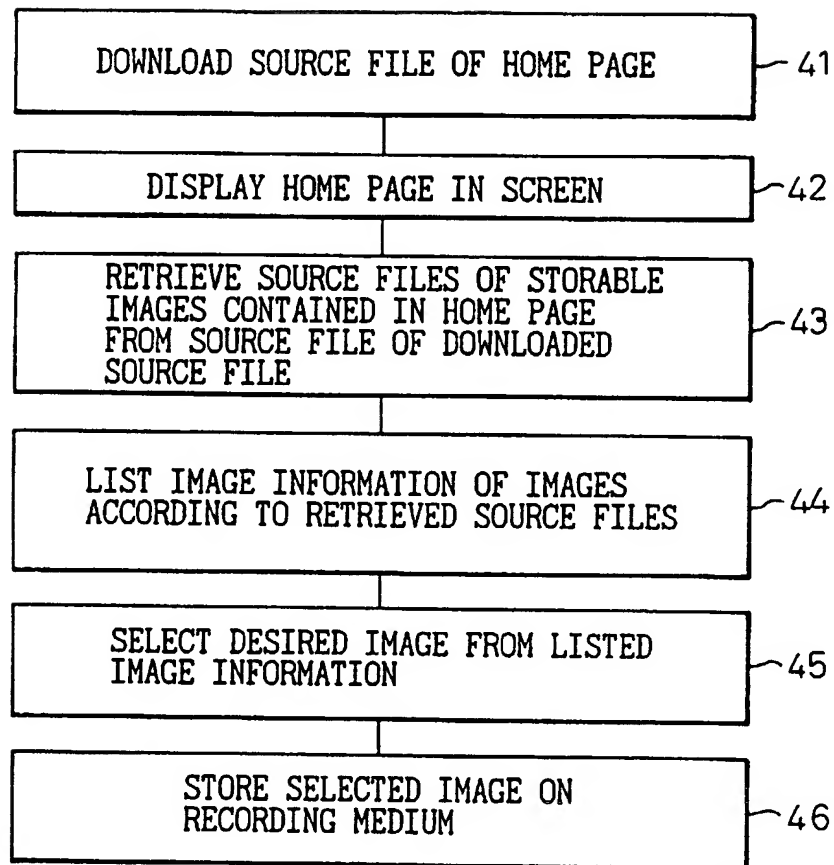 DOWNLOAD SOURCE FILE OF HOME PAGE
41
DISPLAY HOME PAGE IN SCREEN
42
RETRIEVE SOURCE FILES OF STORABLE
IMAGES CONTAINED IN HOME PAGE
FROM SOURCE FILE OF DOWNLOADED
SOURCE FILE
43
LIST IMAGE INFORMATION OF IMAGES
ACCORDING TO RETRIEVED SOURCE FILES
44
SELECT DESIRED IMAGE FROM LISTED
IMAGE INFORMATION
45
STORE SELECTED IMAGE ON
RECORDING MEDIUM
46